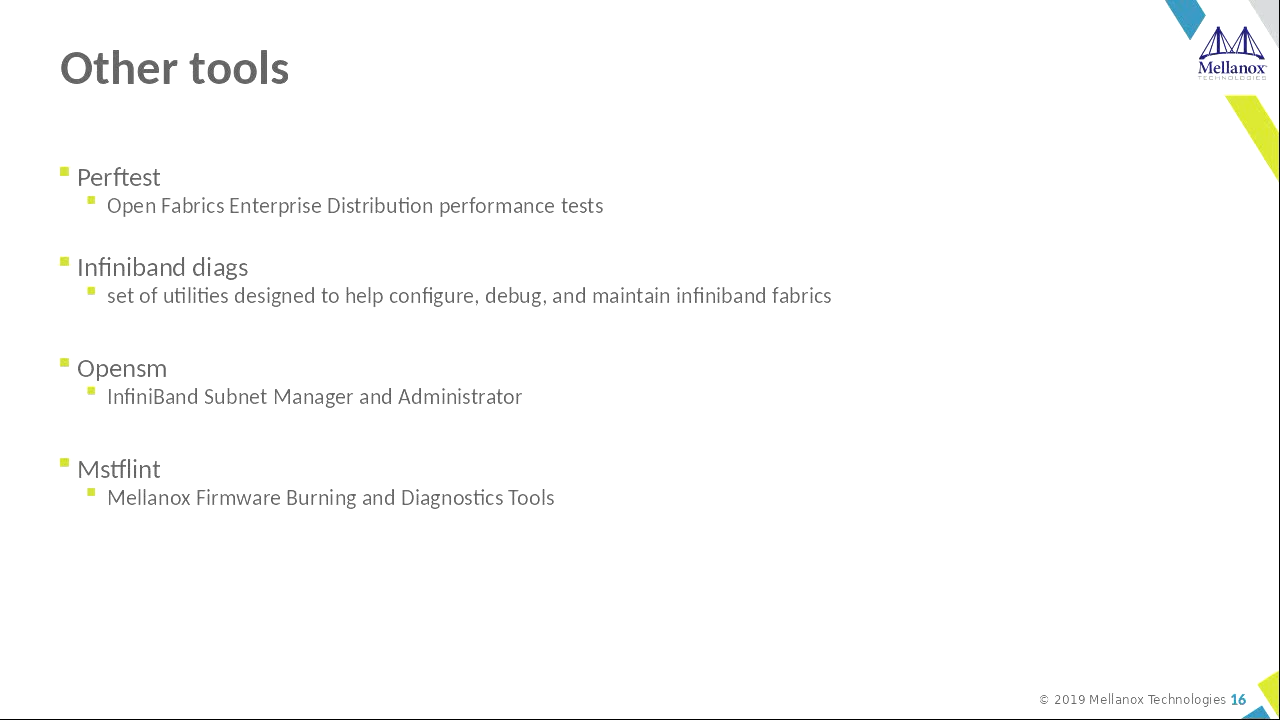 Other tools
Mellanox
TECHNOLOGIES
Perftest
Open Fabrics Enterprise Distribution performance tests
Infiniband diags
set of utilities designed to help configure, debug, and maintain infiniband fabrics
Opensm
InfiniBand Subnet Manager and Administrator
Mstflint
Mellanox Firmware Burning and Diagnostics Tools
© 2019 Mellanox Technologies 16